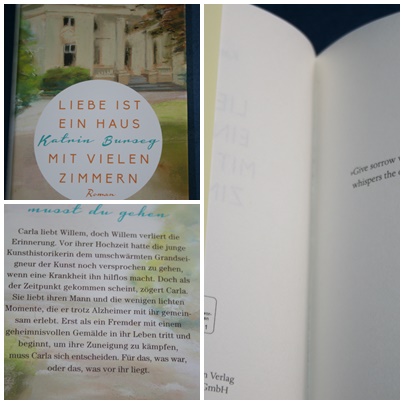 LIEBE IST
EIN HAUS
Katrin Burseg
MIT VIELEN
ZIMMERN
Roman
musst du gehen
Carla liebt Willem, doch Willem verliert die
Erinnerung. Vor ihrer Hochzeit hatte die junge
Kunsthistorikerin dem umschwärmten Grandsei-
gneur der Kunst noch versprochen zu gehen,
wenn eine Krankheit ihn hilflos macht. Doch als
der Zeitpunkt gekommen scheint, zögert Carla.
Sie liebt ihren Mann und die wenigen lichten
Momente, die er trotz Alzheimer mit ihr gemein-
sam erlebt. Erst als ein Fremder mit einem
geheimnisvollen Gemälde in ihr Leben tritt und
beginnt, um ihre Zuneigung zu kämpfen,
muss Carla sich entscheiden. Für das, was war,
oder das, was vor ihr liegt.
›Give sorrow
whispers the
Verlag
GmbH